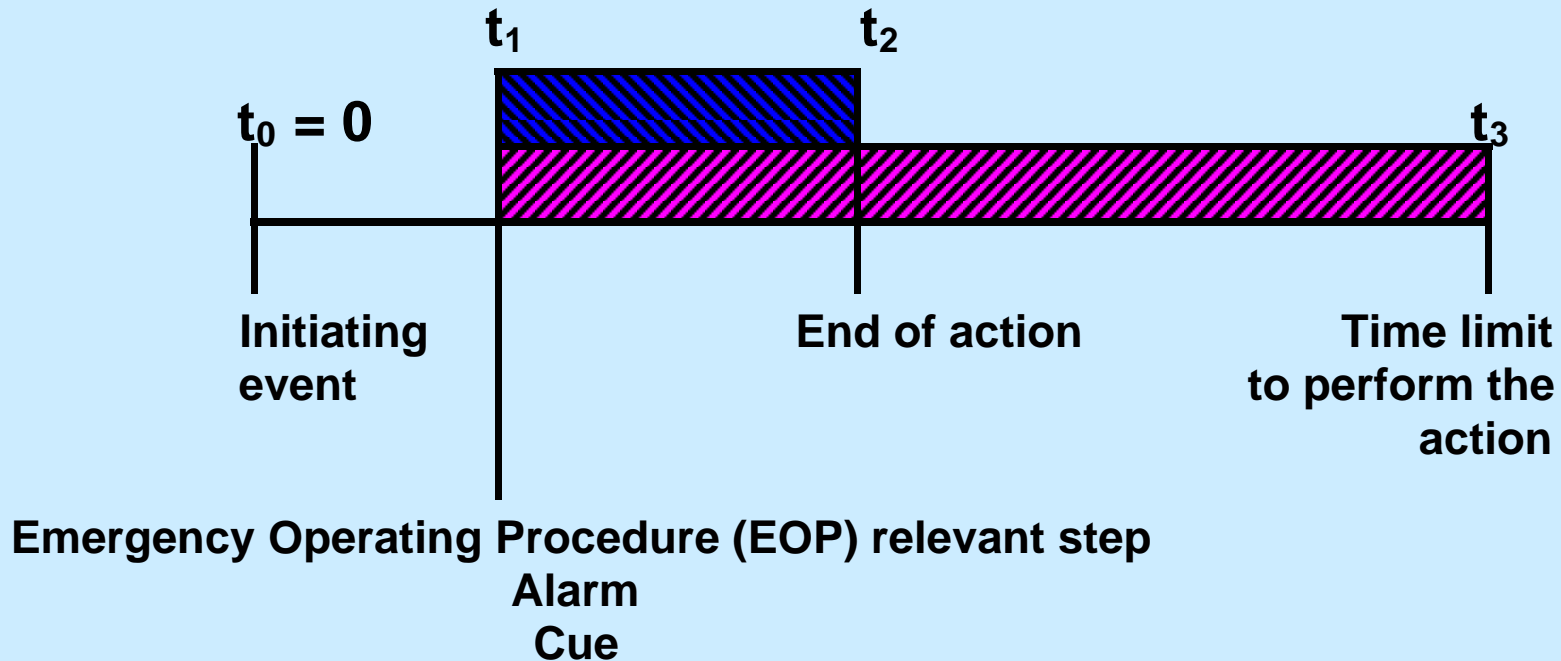 t₁
t₂
t₀ = 0
t₃
Initiating
event
End of action
Time limit
to perform the
action
Emergency Operating Procedure (EOP) relevant step
Alarm
Cue